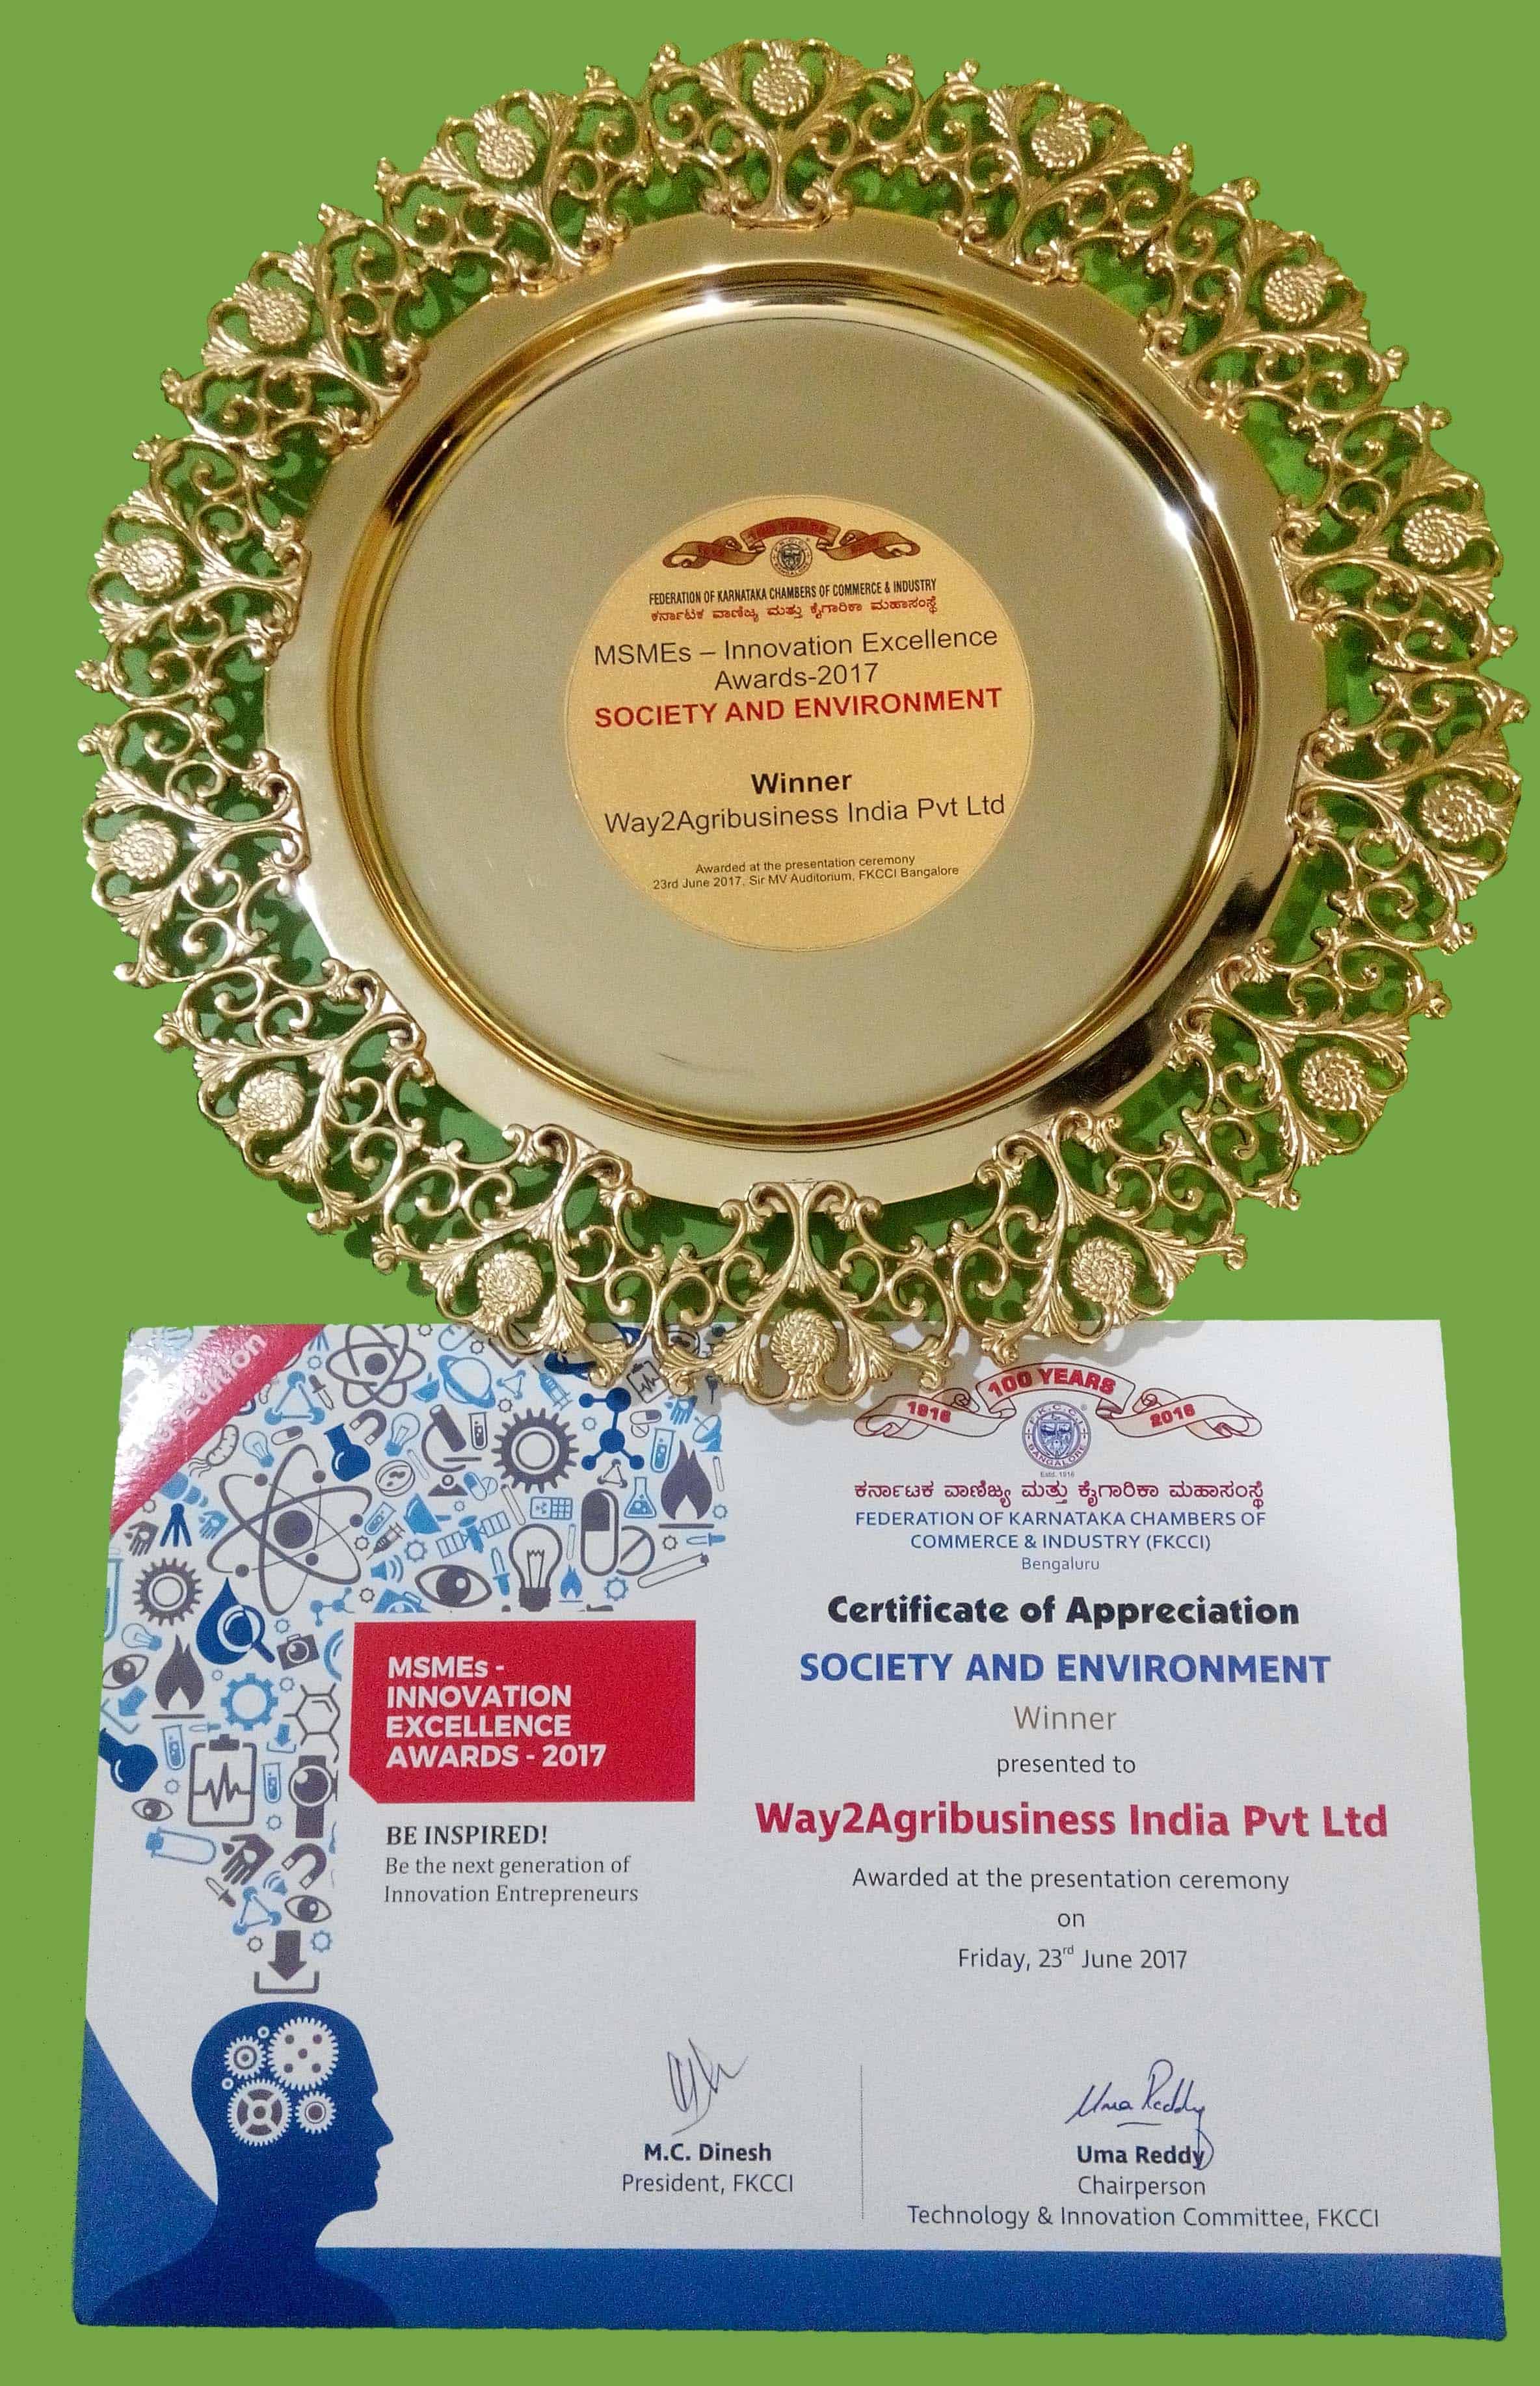 100 YEARS
FEDERATION OF KARNATAKA CHAMBERS OF COMMERCE & INDUSTRY
ಕರ್ನಾಟಕ ವಾಣಿಜ್ಯ ಮತ್ತು ಕೈಗಾರಿಕಾ ಮಹಾಸಂಸ್ಥೆ
MSMEs – Innovation Excellence
Awards-2017
SOCIETY AND ENVIRONMENT
Winner
Way2Agribusiness India Pvt Ltd
Awarded at the presentation ceremony
23rd June 2017, Sir MV Auditorium, FKCCI Bangalore
Edition
100 YEARS
1916
2016
F.K.C.C.I
BANGALORE
Estd. 1916
ಕರ್ನಾಟಕ ವಾಣಿಜ್ಯ ಮತ್ತು ಕೈಗಾರಿಕಾ ಮಹಾಸಂಸ್ಥೆ
FEDERATION OF KARNATAKA CHAMBERS OF
COMMERCE & INDUSTRY (FKCCI)
Bengaluru
Certificate of Appreciation
SOCIETY AND ENVIRONMENT
Winner
presented to
Way2Agribusiness India Pvt Ltd
Awarded at the presentation ceremony
on
Friday, 23rd June 2017
MSMEs -
INNOVATION
EXCELLENCE
AWARDS - 2017
BE INSPIRED!
Be the next generation of
Innovation Entrepreneurs
M.C. Dinesh
President, FKCCI
Uma Reddy
Uma Reddy
Chairperson
Technology & Innovation Committee, FKCCI